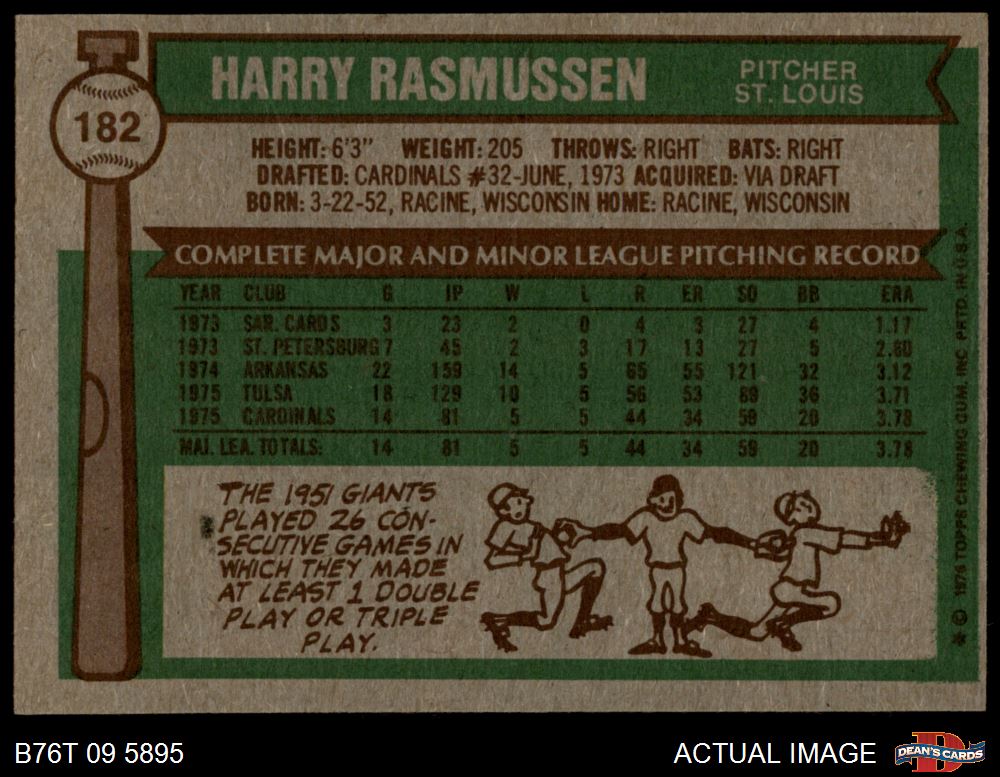 182
HARRY RASMUSSEN
PITCHER
ST. LOUIS
HEIGHT: 6'3" WEIGHT: 205 THROWS: RIGHT BATS: RIGHT
DRAFTED: CARDINALS #32-JUNE, 1973 ACQUIRED: VIA DRAFT
BORN: 3-22-52, RACINE, WISCONSIN HOME: RACINE, WISCONSIN
COMPLETE MAJOR AND MINOR LEAGUE PITCHING RECORD
YEAR CLUB G IP W L R ER SO BB ERA
1973 SAR. CARDS 3 23 2 0 4 3 27 4 1.17
1973 ST. PETERSBURG 7 45 2 3 17 13 27 5 2.60
1974 ARKANSAS 22 159 14 5 65 55 121 32 3.12
1975 TULSA 18 129 10 5 56 53 89 36 3.71
1975 CARDINALS 14 81 5 5 44 34 59 20 3.78
MAJ. LEA. TOTALS: 14 81 5 5 44 34 59 20 3.78
THE 1951 GIANTS
PLAYED 26 CON-
SECUTIVE GAMES IN
WHICH THEY MADE
AT LEAST 1 DOUBLE
PLAY OR TRIPLE
PLAY.
* © 1976 TOPPS CHEWING GUM, INC. PRTD. IN U.S.A.
B76T 09 5895
ACTUAL IMAGE
D
DEAN'S CARDS